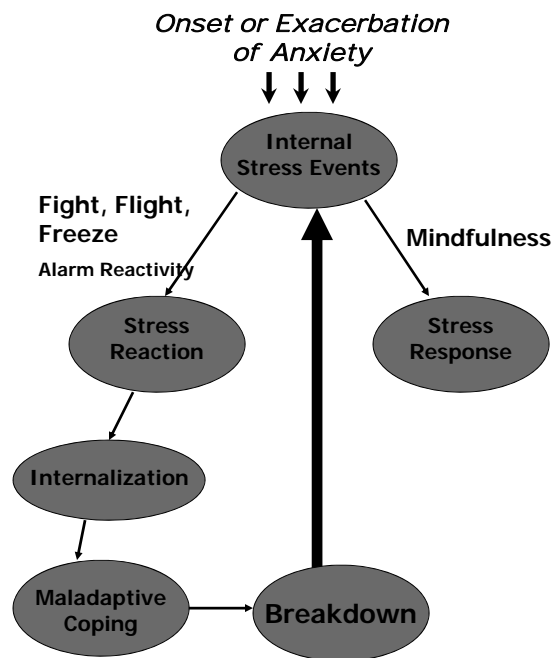 Onset or Exacerbation
of Anxiety
Internal
Stress Events
Fight, Flight,
Freeze
Alarm Reactivity
Mindfulness
Stress
Reaction
Stress
Response
Internalization
Maladaptive
Coping
Breakdown